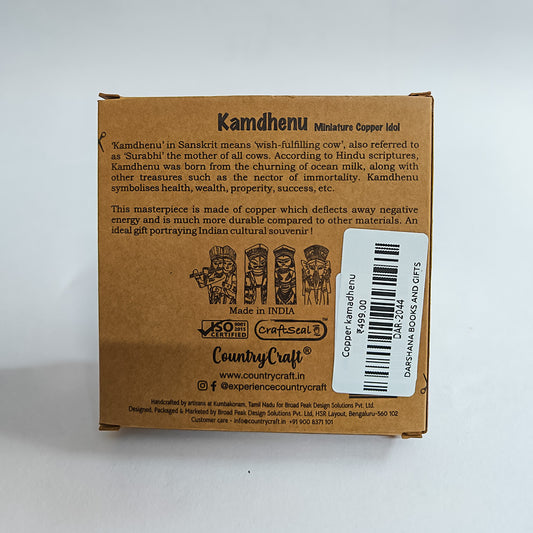 Kamdhenu Miniature Copper Idol
'Kamdhenu' in Sanskrit means 'wish-fulfilling cow', also referred to
as 'Surabhi' the mother of all cows. According to Hindu scriptures,
Kamdhenu was born from the churning of ocean milk, along with
other treasures such as the nector of immortality. Kamdhenu
symbolises health, wealth, properity, success, etc.
This masterpiece is made of copper which deflects away negative
energy and is much more durable compared to other materials. An
ideal gift portraying Indian cultural souvenir !
Made in INDIA
ISO 9001 2015 CERTIFIED
CraftSeal ™
CountryCraft®
www.countrycraft.in
@experiencecountrycraft
Handcrafted by artizans at Kumbakonam, Tamil Nadu for Broad Peak Design Solutions Pvt. Ltd.
Designed, Packaged & Marketed by Broad Peak Design Solutions Pvt. Ltd, HSR Layout, Bengaluru-560 102
Customer care - info@countrycraft.in +91 900 8371 101
Copper kamadhenu
₹499.00
DAR-2044
DARSHANA BOOKS AND GIFTS